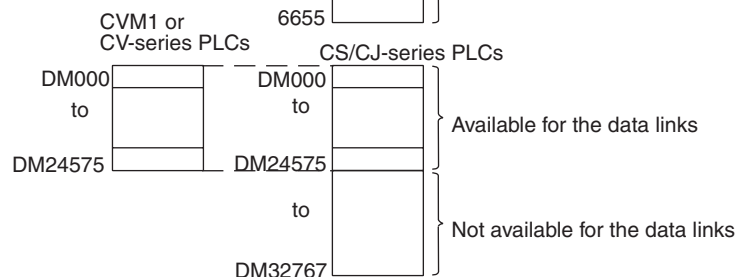 6655
CVM1 or
CV-series PLCs
CS/CJ-series PLCs
DM000
DM000
to
to
Available for the data links
DM24575
DM24575
to
Not available for the data links
DM32767